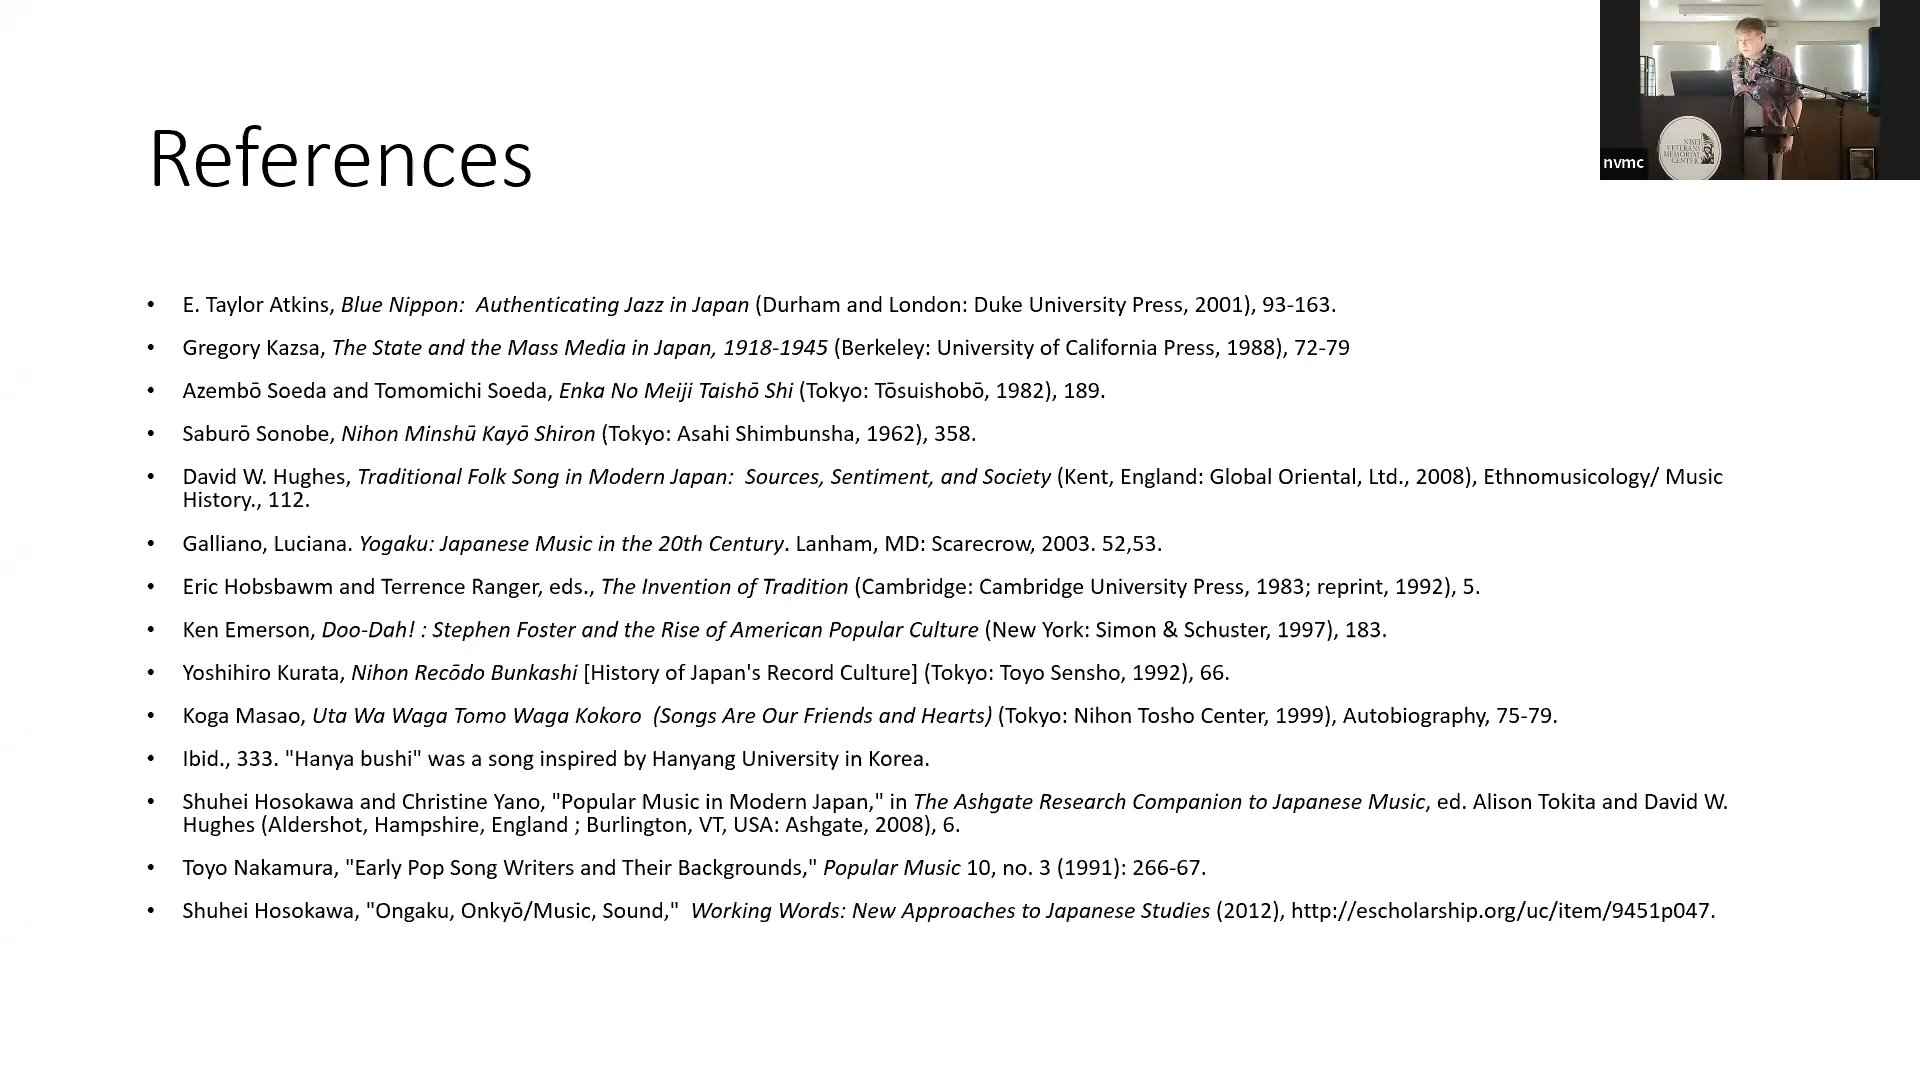 nvmc
NISEI
VETERANS
MEMORIAL
CENTER
References
• E. Taylor Atkins, Blue Nippon:  Authenticating Jazz in Japan (Durham and London: Duke University Press, 2001), 93-163.
• Gregory Kazsa, The State and the Mass Media in Japan, 1918-1945 (Berkeley: University of California Press, 1988), 72-79
• Azembō Soeda and Tomomichi Soeda, Enka No Meiji Taishō Shi (Tokyo: Tōsuishobō, 1982), 189.
• Saburō Sonobe, Nihon Minshū Kayō Shiron (Tokyo: Asahi Shimbunsha, 1962), 358.
• David W. Hughes, Traditional Folk Song in Modern Japan:  Sources, Sentiment, and Society (Kent, England: Global Oriental, Ltd., 2008), Ethnomusicology/ Music
History., 112.
• Galliano, Luciana. Yogaku: Japanese Music in the 20th Century. Lanham, MD: Scarecrow, 2003. 52,53.
• Eric Hobsbawm and Terrence Ranger, eds., The Invention of Tradition (Cambridge: Cambridge University Press, 1983; reprint, 1992), 5.
• Ken Emerson, Doo-Dah! : Stephen Foster and the Rise of American Popular Culture (New York: Simon & Schuster, 1997), 183.
• Yoshihiro Kurata, Nihon Recōdo Bunkashi [History of Japan's Record Culture] (Tokyo: Toyo Sensho, 1992), 66.
• Koga Masao, Uta Wa Waga Tomo Waga Kokoro  (Songs Are Our Friends and Hearts) (Tokyo: Nihon Tosho Center, 1999), Autobiography, 75-79.
• Ibid., 333. "Hanya bushi" was a song inspired by Hanyang University in Korea.
• Shuhei Hosokawa and Christine Yano, "Popular Music in Modern Japan," in The Ashgate Research Companion to Japanese Music, ed. Alison Tokita and David W.
Hughes (Aldershot, Hampshire, England ; Burlington, VT, USA: Ashgate, 2008), 6.
• Toyo Nakamura, "Early Pop Song Writers and Their Backgrounds," Popular Music 10, no. 3 (1991): 266-67.
• Shuhei Hosokawa, "Ongaku, Onkyō/Music, Sound,"  Working Words: New Approaches to Japanese Studies (2012), http://escholarship.org/uc/item/9451p047.